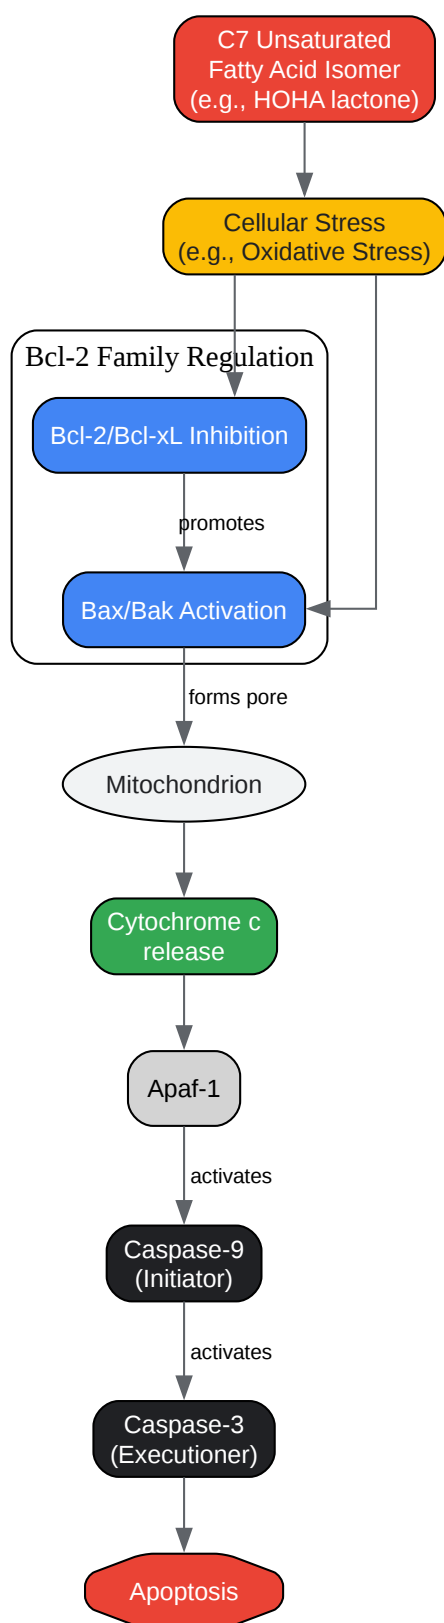 C7 Unsaturated
Fatty Acid Isomer
(e.g., HOHA lactone)
Cellular Stress
(e.g., Oxidative Stress)
Bcl-2 Family Regulation
Bcl-2/Bcl-xL Inhibition
promotes
Bax/Bak Activation
forms pore
Mitochondrion
Cytochrome c
release
Apaf-1
activates
Caspase-9
(Initiator)
activates
Caspase-3
(Executioner)
Apoptosis